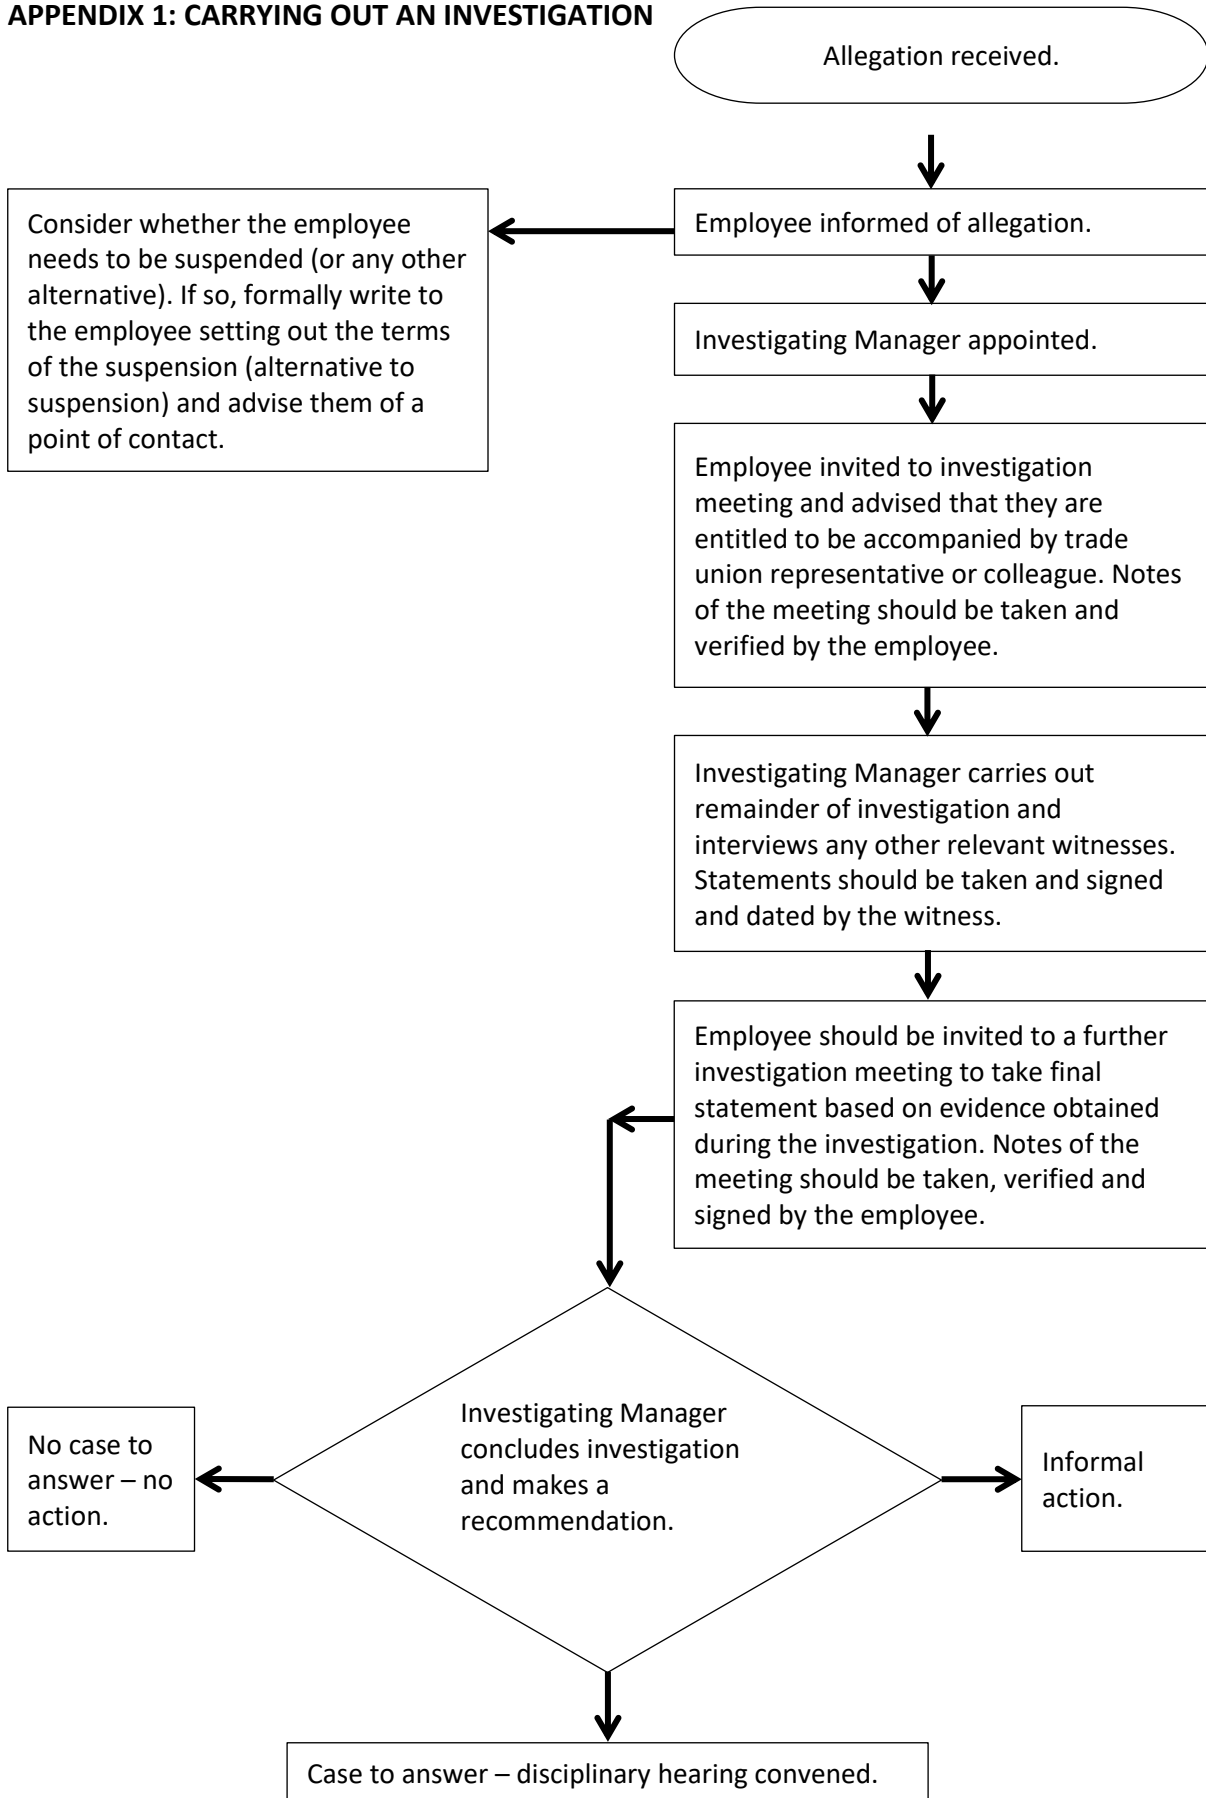 APPENDIX 1: CARRYING OUT AN INVESTIGATION
Allegation received.
Employee informed of allegation.
Consider whether the employee
needs to be suspended (or any other
alternative). If so, formally write to
the employee setting out the terms
of the suspension (alternative to
suspension) and advise them of a
point of contact.
Investigating Manager appointed.
Employee invited to investigation
meeting and advised that they are
entitled to be accompanied by trade
union representative or colleague. Notes
of the meeting should be taken and
verified by the employee.
Investigating Manager carries out
remainder of investigation and
interviews any other relevant witnesses.
Statements should be taken and signed
and dated by the witness.
Employee should be invited to a further
investigation meeting to take final
statement based on evidence obtained
during the investigation. Notes of the
meeting should be taken, verified and
signed by the employee.
Investigating Manager
concludes investigation
and makes a
recommendation.
No case to
answer – no
action.
Informal
action.
Case to answer – disciplinary hearing convened.